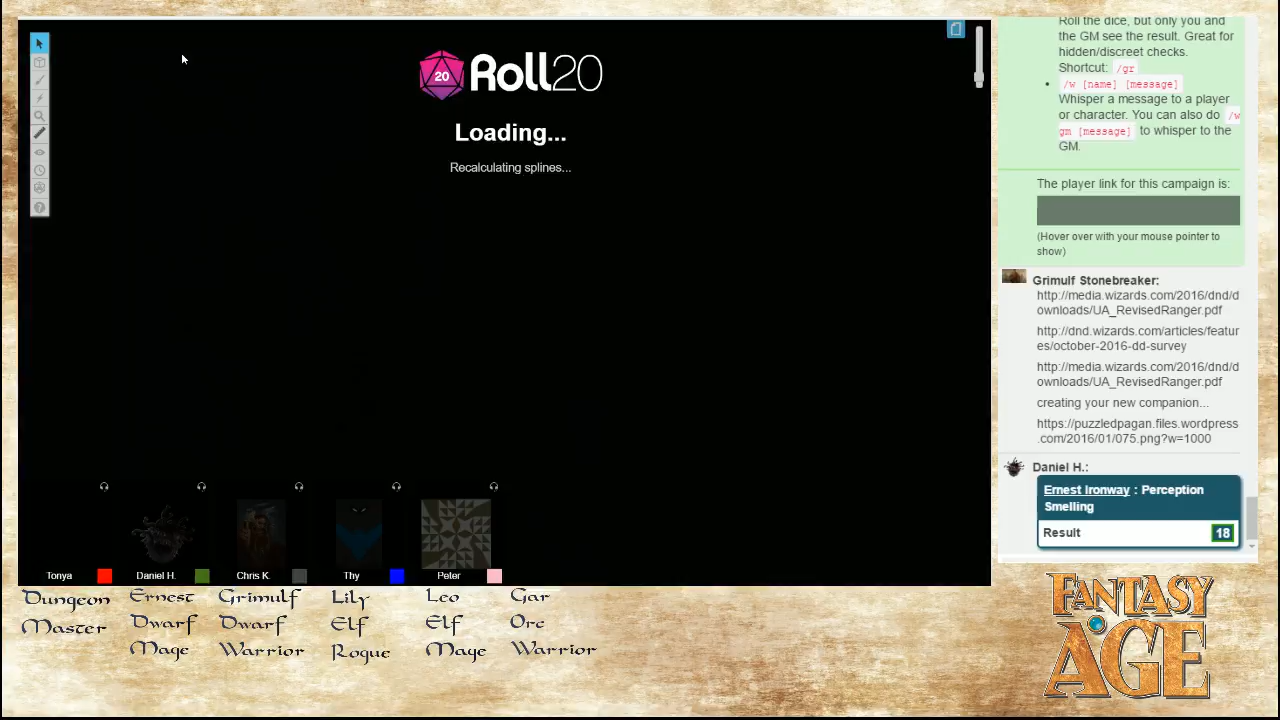 20 Roll20
Loading...
Recalculating splines...
Tonya
Daniel H.
Chris K.
Thy
Peter
Dungeon
Master
Ernest
Dwarf
Mage
Grimulf
Dwarf
Warrior
Lily
Elf
Rogue
Leo
Elf
Mage
Gar
Orc
Warrior
Roll the dice, but only you and
the GM see the result. Great for
hidden/discreet checks.
Shortcut: /gr
/w [name] [message]
Whisper a message to a player
or character. You can also do /w
gm [message] to whisper to the
GM.
The player link for this campaign is:
(Hover over with your mouse pointer to
show)
Grimulf Stonebreaker:
http://media.wizards.com/2016/dnd/d
ownloads/UA_RevisedRanger.pdf
http://dnd.wizards.com/articles/featur
es/october-2016-dd-survey
http://media.wizards.com/2016/dnd/d
ownloads/UA_RevisedRanger.pdf
creating your new companion...
https://puzzledpagan.files.wordpress
.com/2016/01/075.png?w=1000
Daniel H.:
Ernest Ironway : Perception
Smelling
Result 18
FANTASY
AGE